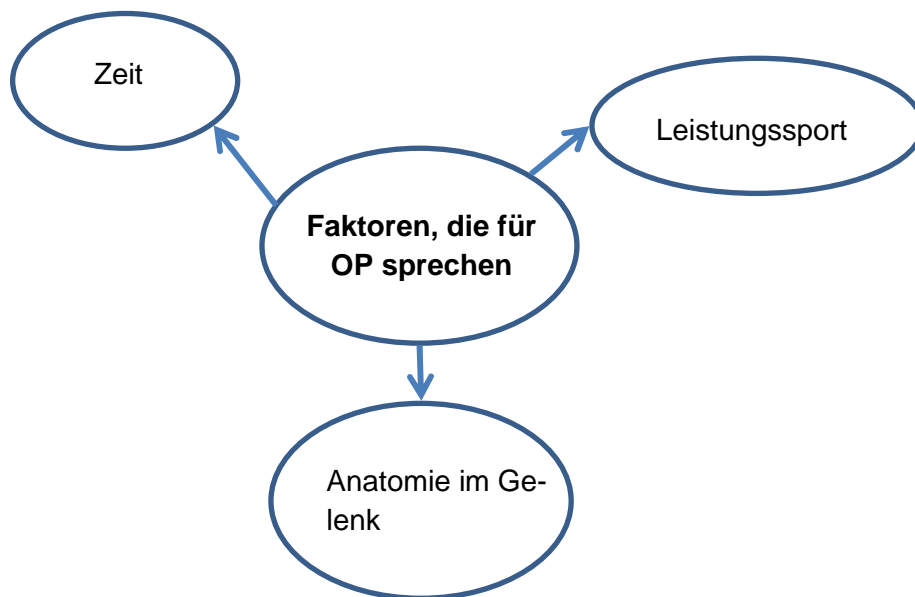 Zeit
Leistungssport
Faktoren, die für
OP sprechen
Anatomie im Ge-
lenk